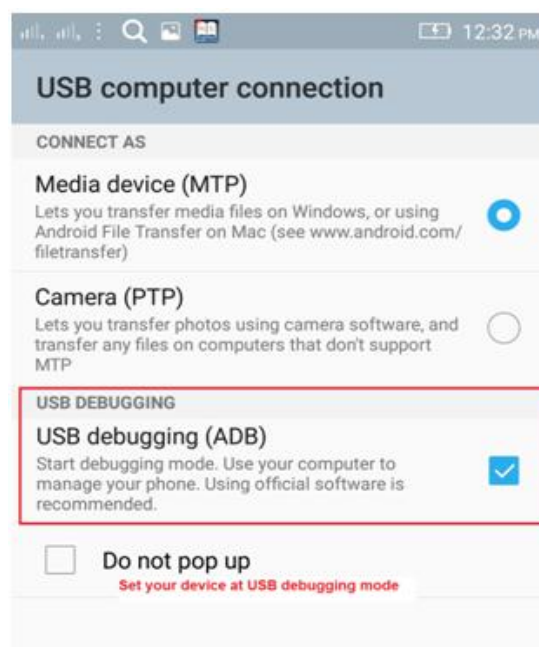 12:32 PM
USB computer connection
CONNECT AS
Media device (MTP)
Lets you transfer media files on Windows, or using
Android File Transfer on Mac (see www.android.com/
filetransfer)
Camera (PTP)
Lets you transfer photos using camera software, and
transfer any files on computers that don't support
MTP
USB DEBUGGING
USB debugging (ADB)
Start debugging mode. Use your computer to
manage your phone. Using official software is
recommended.
Do not pop up
Set your device at USB debugging mode